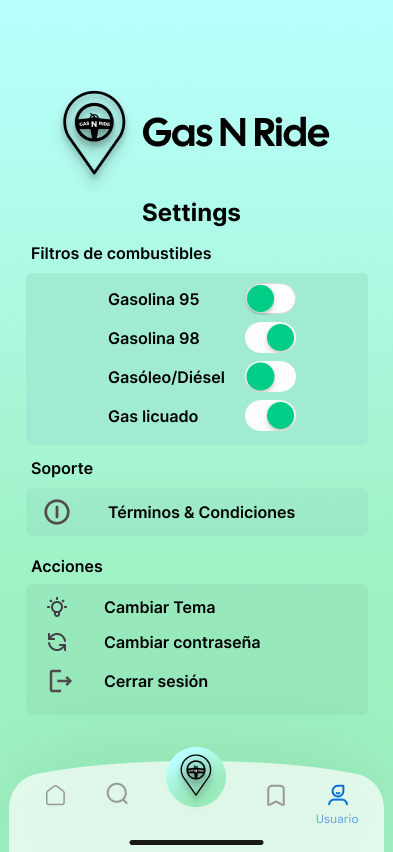 GAS N RIDE
Gas N Ride
Settings
Filtros de combustibles
Gasolina 95
Gasolina 98
Gasóleo/Diésel
Gas licuado
Soporte
Términos & Condiciones
Acciones
Cambiar Tema
Cambiar contraseña
Cerrar sesión
Usuario